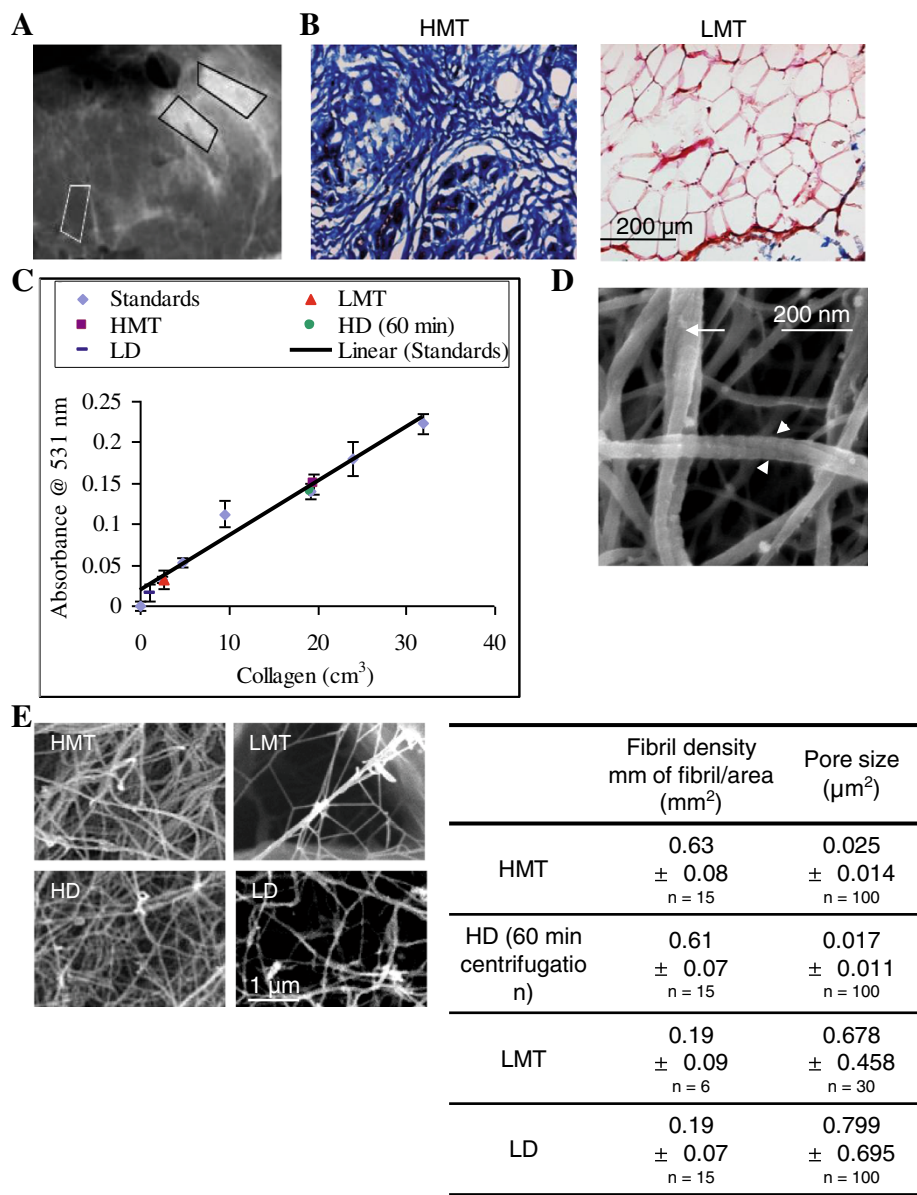 A
B
HMT
LMT
200 µm
C
Standards
LMT
HMT
HD (60 min)
LD
Linear (Standards)
Absorbance @ 531 nm
0.25
0.2
0.15
0.1
0.05
0
0
10
20
30
40
Collagen (cm³)
D
200 nm
E
HMT
LMT
HD
LD
1 µm
Fibril density
mm of fibril/area
(mm²)
Pore size
(µm²)
HMT
0.63
± 0.08
n = 15
0.025
± 0.014
n = 100
HD (60 min
centrifugatio
n)
0.61
± 0.07
n = 15
0.017
± 0.011
n = 100
LMT
0.19
± 0.09
n = 6
0.678
± 0.458
n = 30
LD
0.19
± 0.07
n = 15
0.799
± 0.695
n = 100